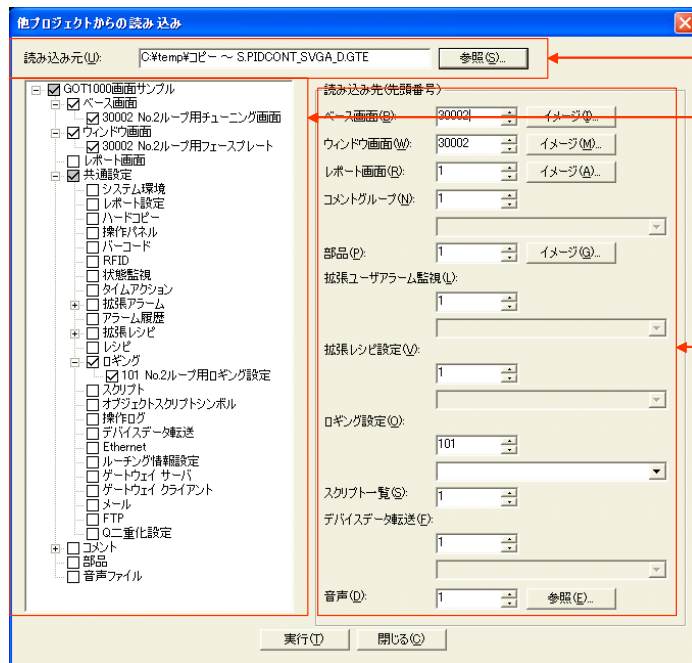 他プロジェクトからの読み込み
読み込み元(U): C:¥temp¥コピー ～ S.PIDCONT_SVGA_D.GTE 参照(S)...
GOT1000画面サンプル
ベース画面
30002 No.2ループ用チューニング画面
ウィンドウ画面
30002 No.2ループ用フェースプレート
レポート画面
共通設定
システム環境
レポート設定
ハードコピー
操作パネル
バーコード
RFID
状態監視
タイムアクション
拡張アラーム
アラーム履歴
拡張レシピ
レシピ
ロギング
101 No.2ループ用ロギング設定
スクリプト
オブジェクトスクリプトシンボル
操作ログ
デバイスデータ転送
Ethernet
ルーチング情報設定
ゲートウェイ サーバ
ゲートウェイ クライアント
メール
FTP
Q二重化設定
コメント
部品
音声ファイル
読み込み先(先頭番号)
ベース画面(B): 30002 イメージ(I)...
ウィンドウ画面(W): 30002 イメージ(M)...
レポート画面(R): 1 イメージ(A)...
コメントグループ(N): 1
部品(P): 1 イメージ(G)...
拡張ユーザアラーム監視(L):
1
拡張レシピ設定(V):
1
ロギング設定(O):
101
スクリプト一覧(S): 1
デバイスデータ転送(F):
1
音声(D): 1 参照(E)...
実行(T) 閉じる(C)